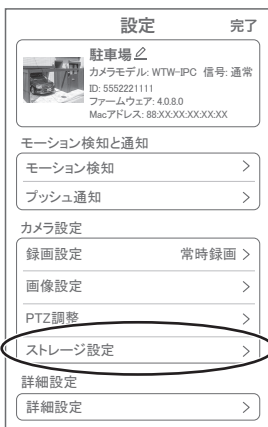 設定 完了
駐車場
カメラモデル: WTW-IPC 信号: 通常
ID: 5552221111
ファームウェア: 4.0.8.0
Macアドレス: 88:XX:XX:XX:XX:XX
モーション検知と通知
モーション検知
プッシュ通知
カメラ設定
録画設定 常時録画
画像設定
PTZ調整
ストレージ設定
詳細設定
詳細設定